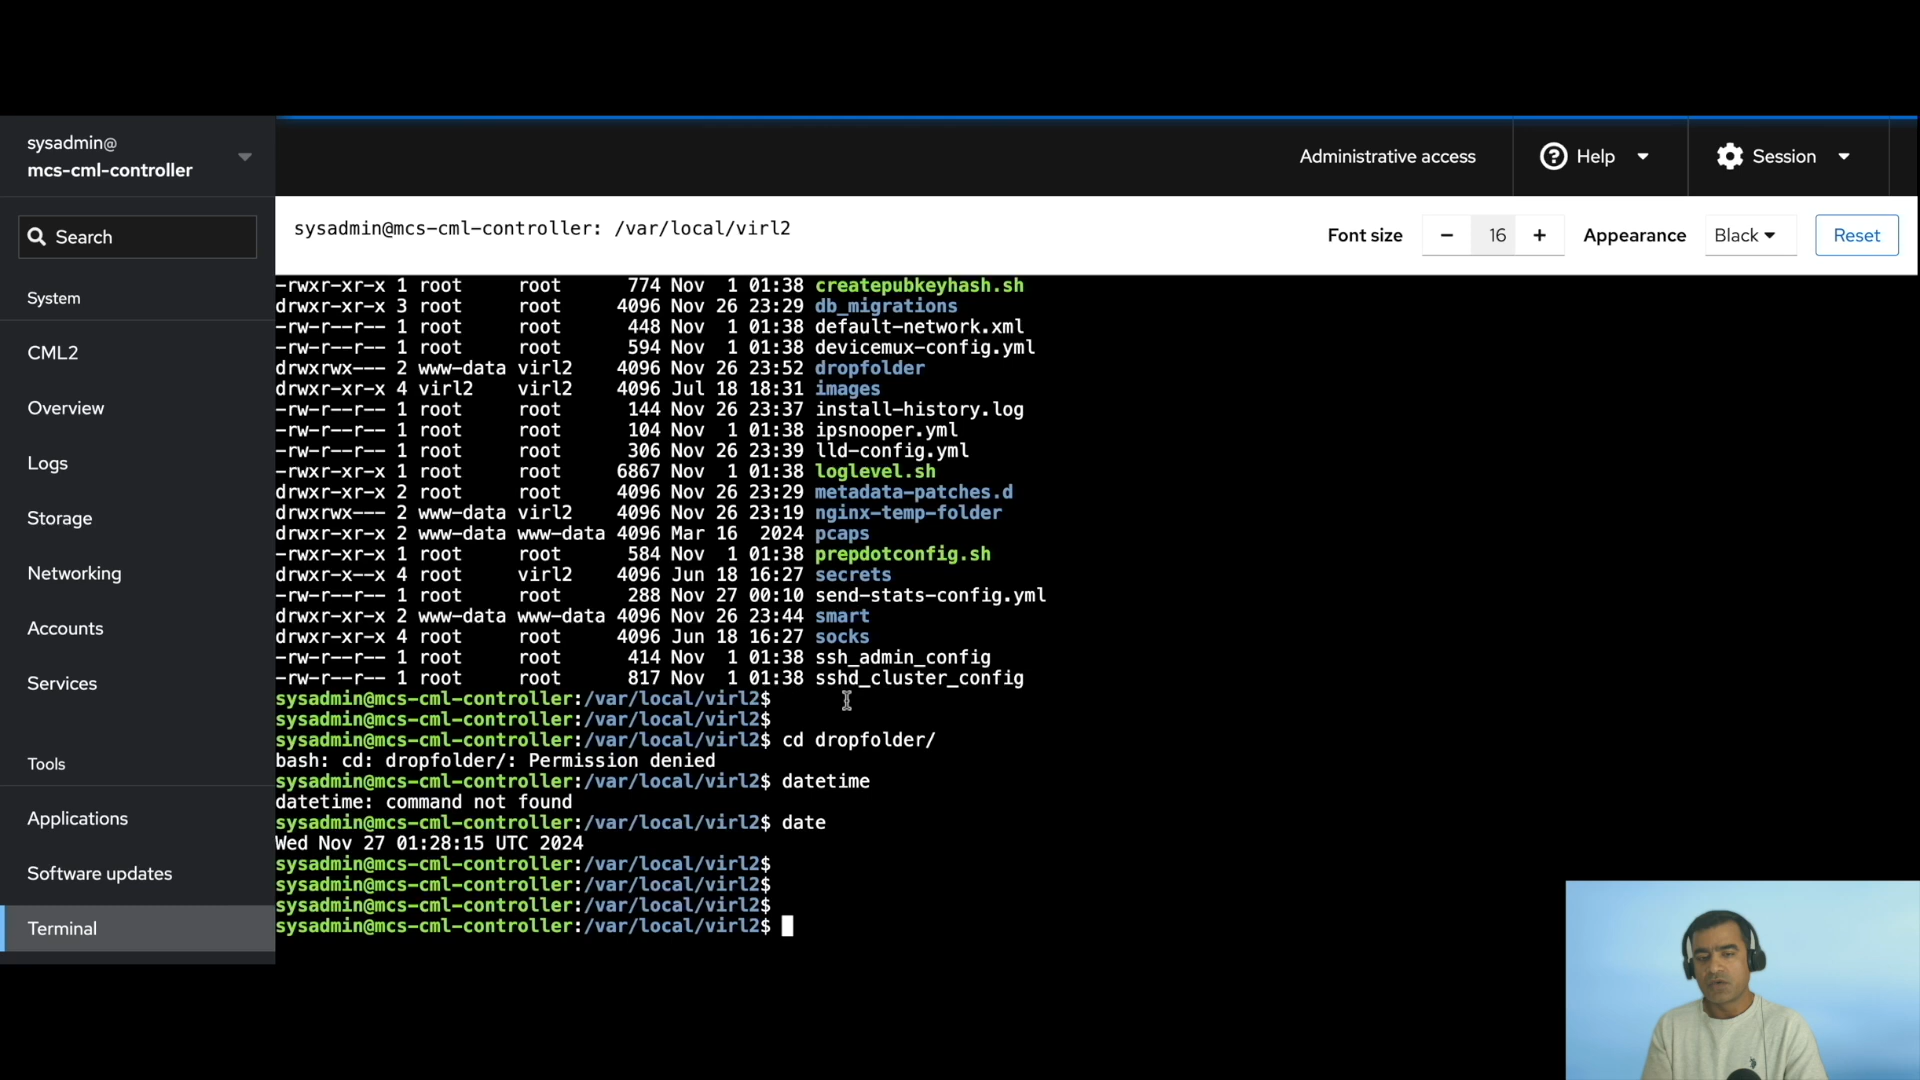 sysadmin@
mcs-cml-controller
Administrative access
Help
Session
Search
sysadmin@mcs-cml-controller: /var/local/virl2
Font size
16
Appearance
Black
Reset
System
CML2
Overview
Logs
Storage
Networking
Accounts
Services
Tools
Applications
Software updates
Terminal
-rwxr-xr-x 1 root     root      774 Nov  1 01:38 createpubkeyhash.sh
drwxr-xr-x 3 root     root     4096 Nov 26 23:29 db_migrations
-rw-r--r-- 1 root     root      448 Nov  1 01:38 default-network.xml
-rw-r--r-- 1 root     root      594 Nov  1 01:38 devicemux-config.yml
drwxrwx--- 2 www-data virl2    4096 Nov 26 23:52 dropfolder
drwxr-xr-x 4 virl2    virl2    4096 Jul 18 18:31 images
-rw-r--r-- 1 root     root      144 Nov 26 23:37 install-history.log
-rw-r--r-- 1 root     root      104 Nov  1 01:38 ipsnooper.yml
-rw-r--r-- 1 root     root      306 Nov 26 23:39 lld-config.yml
-rwxr-xr-x 1 root     root     6867 Nov  1 01:38 loglevel.sh
drwxr-xr-x 2 root     root     4096 Nov 26 23:29 metadata-patches.d
drwxrwx--- 2 www-data virl2    4096 Nov 26 23:19 nginx-temp-folder
drwxr-xr-x 2 www-data www-data 4096 Mar 16  2024 pcaps
-rwxr-xr-x 1 root     root      584 Nov  1 01:38 prepdotconfig.sh
drwxr-x--x 4 root     virl2    4096 Jun 18 16:27 secrets
-rw-r--r-- 1 root     root      288 Nov 27 00:10 send-stats-config.yml
drwxr-xr-x 2 www-data www-data 4096 Nov 26 23:44 smart
drwxr-xr-x 4 root     root     4096 Jun 18 16:27 socks
-rw-r--r-- 1 root     root      414 Nov  1 01:38 ssh_admin_config
-rw-r--r-- 1 root     root      817 Nov  1 01:38 sshd_cluster_config
sysadmin@mcs-cml-controller:/var/local/virl2$
sysadmin@mcs-cml-controller:/var/local/virl2$
sysadmin@mcs-cml-controller:/var/local/virl2$ cd dropfolder/
bash: cd: dropfolder/: Permission denied
sysadmin@mcs-cml-controller:/var/local/virl2$ datetime
datetime: command not found
sysadmin@mcs-cml-controller:/var/local/virl2$ date
Wed Nov 27 01:28:15 UTC 2024
sysadmin@mcs-cml-controller:/var/local/virl2$
sysadmin@mcs-cml-controller:/var/local/virl2$
sysadmin@mcs-cml-controller:/var/local/virl2$
sysadmin@mcs-cml-controller:/var/local/virl2$